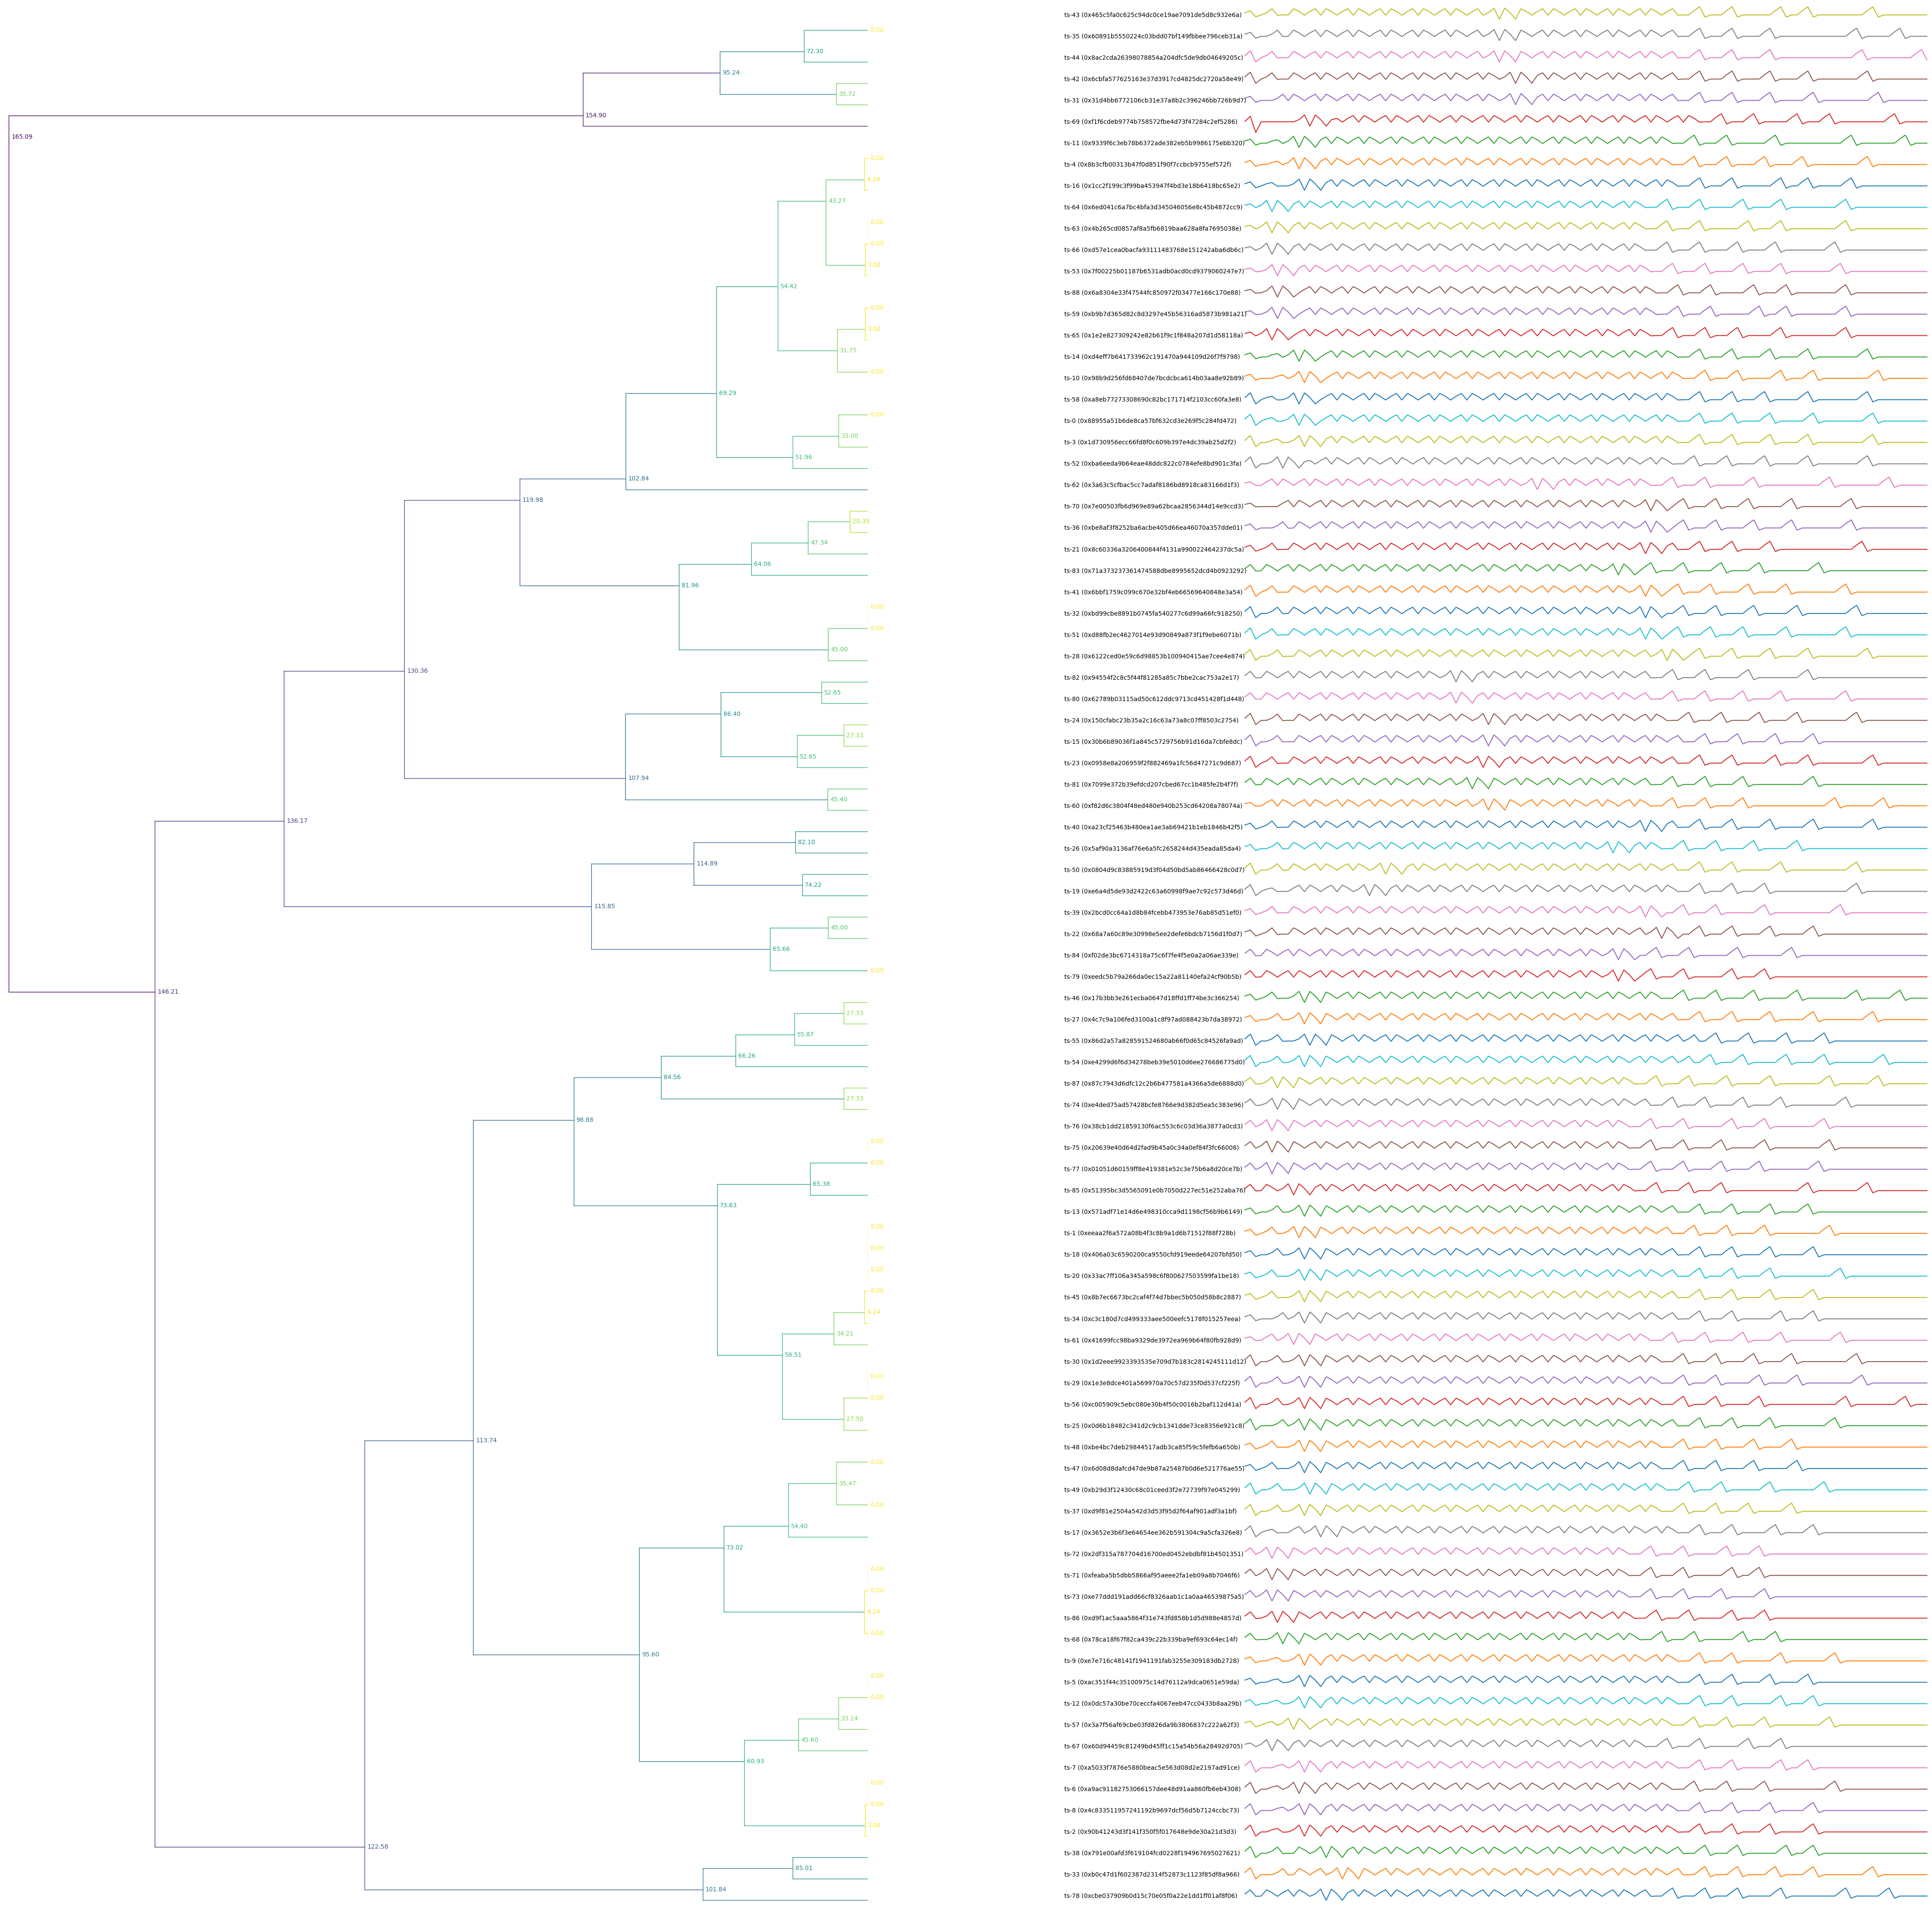 0.00
72.30
95.24
35.72
154.90
165.09
0.00
4.24
43.27
0.00
0.00
3.00
54.42
0.00
3.00
31.75
0.00
69.29
0.00
33.00
51.96
102.84
119.98
20.35
47.34
64.06
81.96
0.00
0.00
45.00
130.36
52.65
86.40
27.33
52.65
107.94
45.40
136.17
82.10
114.89
74.22
115.85
45.00
65.66
0.00
146.21
27.33
55.87
66.26
84.56
27.33
98.88
0.00
0.00
65.38
73.63
0.00
0.00
0.00
0.00
4.24
34.21
58.51
0.00
0.00
27.50
113.74
0.00
35.47
0.00
54.40
73.02
0.00
0.00
4.24
0.00
95.60
0.00
0.00
33.14
45.60
60.93
0.00
0.00
3.00
122.58
85.01
101.84
ts-43 (0x465c5fa0c625c94dc0ce19ae7091de5d8c932e6a)
ts-35 (0x60891b5550224c03bdd07bf149fbbee796ceb31a)
ts-44 (0x8ac2cda26398078854a204dfc5de9db04649205c)
ts-42 (0x6cbfa577625163e37d3917cd4825dc2720a58e49)
ts-31 (0x31d4bb6772106cb31e37a8b2c396246bb726b9d7)
ts-69 (0xf1f6cdeb9774b758572fbe4d73f47284c2ef5286)
ts-11 (0x9339f6c3eb78b6372ade382eb5b9986175ebb320)
ts-4 (0x8b3cfb00313b47f0d851f90f7ccbcb9755ef572f)
ts-16 (0x1cc2f199c3f99ba453947f4bd3e18b6418bc65e2)
ts-64 (0x6ed041c6a7bc4bfa3d345046056e8c45b4872cc9)
ts-63 (0x4b265cd0857af8a5fb6819baa628a8fa7695038e)
ts-66 (0xd57e1cea0bacfa93111483768e151242aba6db6c)
ts-53 (0x7f00225b01187b6531adb0acd0cd9379060247e7)
ts-88 (0x6a8304e33f47544fc850972f03477e166c170e88)
ts-59 (0xb9b7d365d82c8d3297e45b56316ad5873b981a21)
ts-65 (0x1e2e827309242e82b61f9c1f848a207d1d58118a)
ts-14 (0xd4eff7b641733962c191470a944109d26f7f9798)
ts-10 (0x98b9d256fd68407de7bcdcbca614b03aa8e92b89)
ts-58 (0xa8eb77273308690c82bc171714f2103cc60fa3e8)
ts-0 (0x88955a51b6de8ca57bf632cd3e269f5c284fd472)
ts-3 (0x1d730956ecc66fd8f0c609b397e4dc39ab25d2f2)
ts-52 (0xba6eeda9b64eae48ddc822c0784efe8bd901c3fa)
ts-62 (0x3a63c5cfbac5cc7adaf8186bd8918ca83166d1f3)
ts-70 (0x7e00503fb6d969e89a62bcaa2856344d14e9ccd3)
ts-36 (0xbe8af3f8252ba6acbe405d66ea46070a357dde01)
ts-21 (0x8c60336a3206400844f4131a990022464237dc5a)
ts-83 (0x71a373237361474588dbe8995652dcd4b0923292)
ts-41 (0x6bbf1759c099c670e32bf4eb66569640848e3a54)
ts-32 (0xbd99cbe8891b0745fa540277c6d99a66fc918250)
ts-51 (0xd88fb2ec4627014e93d90849a873f1f9ebe6071b)
ts-28 (0x6122ced0e59c6d98853b100940415ae7cee4e874)
ts-82 (0x94554f2c8c5f44f81285a85c7bbe2cac753a2e17)
ts-80 (0x62789b03115ad50c612ddc9713cd451428f1d448)
ts-24 (0x150cfabc23b35a2c16c63a73a8c07ff8503c2754)
ts-15 (0x30b6b89036f1a845c5729756b91d16da7cbfe8dc)
ts-23 (0x0958e8a206959f2f882469a1fc56d47271c9d687)
ts-81 (0x7099e372b39efdcd207cbed67cc1b485fe2b4f7f)
ts-60 (0xf82d6c3804f48ed480e940b253cd64208a78074a)
ts-40 (0xa23cf25463b480ea1ae3ab69421b1eb1846b42f5)
ts-26 (0x5af90a3136af76e6a5fc2658244d435eada85da4)
ts-50 (0x0804d9c83885919d3f04d50bd5ab86466428c0d7)
ts-19 (0xe6a4d5de93d2422c63a60998f9ae7c92c573d46d)
ts-39 (0x2bcd0cc64a1d8b84fcebb473953e76ab85d51ef0)
ts-22 (0x68a7a60c89e30998e5ee2defe6bdcb7156d1f0d7)
ts-84 (0xf02de3bc6714318a75c6f7fe4f5e0a2a06ae339e)
ts-79 (0xeedc5b79a266da0ec15a22a81140efa24cf90b5b)
ts-46 (0x17b3bb3e261ecba0647d18ffd1ff74be3c366254)
ts-27 (0x4c7c9a106fed3100a1c8f97ad088423b7da38972)
ts-55 (0x86d2a57a828591524680ab66f0d65c84526fa9ad)
ts-54 (0xe4299d6f6d34278beb39e5010d6ee276686775d0)
ts-87 (0x87c7943d6dfc12c2b6b477581a4366a5de6888d0)
ts-74 (0xe4ded75ad57428bcfe8766e9d382d5ea5c383e96)
ts-76 (0x38cb1dd21859130f6ac553c6c03d36a3877a0cd3)
ts-75 (0x20639e40d64d2fad9b45a0c34a0ef84f3fc66008)
ts-77 (0x01051d60159ff8e419381e52c3e75b6a8d20ce7b)
ts-85 (0x51395bc3d5565091e0b7050d227ec51e252aba76)
ts-13 (0x571adf71e14d6e498310cca9d1198cf56b9b6149)
ts-1 (0xeeaa2f6a572a08b4f3c8b9a1d6b71512f88f728b)
ts-18 (0x406a03c6590200ca9550cfd919eede64207bfd50)
ts-20 (0x33ac7ff106a345a598c6f800627503599fa1be18)
ts-45 (0x8b7ec6673bc2caf4f74d7bbec5b050d58b8c2887)
ts-34 (0xc3c180d7cd499333aee500eefc5178f015257eea)
ts-61 (0x41699fcc98ba9329de3972ea969b64f80fb928d9)
ts-30 (0x1d2eee9923393535e709d7b183c2814245111d12)
ts-29 (0x1e3e8dce401a569970a70c57d235f0d537cf225f)
ts-56 (0xc005909c5ebc080e30b4f50c0016b2baf112d41a)
ts-25 (0x0d6b18482c341d2c9cb1341dde73ce8356e921c8)
ts-48 (0xbe4bc7deb29844517adb3ca85f59c5fefb6a650b)
ts-47 (0x6d08d8dafcd47de9b87a25487b0d6e521776ae55)
ts-49 (0xb29d3f12430c68c01ceed3f2e72739f97e045299)
ts-37 (0xd9f81e2504a542d3d53f95d2f64af901adf3a1bf)
ts-17 (0x3652e3b6f3e64654ee362b591304c9a5cfa326e8)
ts-72 (0x2df315a787704d16700ed0452ebdbf81b4501351)
ts-71 (0xfeaba5b5dbb5866af95aeee2fa1eb09a8b7046f6)
ts-73 (0xe77ddd191add66cf8326aab1c1a0aa46539875a5)
ts-86 (0xd9f1ac5aaa5864f31e743fd858b1d5d988e4857d)
ts-68 (0x78ca18f67f82ca439c22b339ba9ef693c64ec14f)
ts-9 (0xe7e716c48141f1941191fab3255e309183db2728)
ts-5 (0xac351f44c35100975c14d76112a9dca0651e59da)
ts-12 (0x0dc57a30be70ceccfa4067eeb47cc0433b8aa29b)
ts-57 (0x3a7f56af69cbe03fd826da9b3806837c222a62f3)
ts-67 (0x60d94459c81249bd45ff1c15a54b56a28492d705)
ts-7 (0xa5033f7876e5880beac5e563d08d2e2197ad91ce)
ts-6 (0xa9ac91182753066157dee48d91aa860fb6eb4308)
ts-8 (0x4c833511957241192b9697dcf56d5b7124ccbc73)
ts-2 (0x90b41243d3f141f350f5f017648e9de30a21d3d3)
ts-38 (0x791e00afd3f619104fcd0228f194967695027621)
ts-33 (0xb0c47d1f602387d2314f52873c1123f85df8a966)
ts-78 (0xcbe037909b0d15c70e05f0a22e1dd1ff01af8f06)